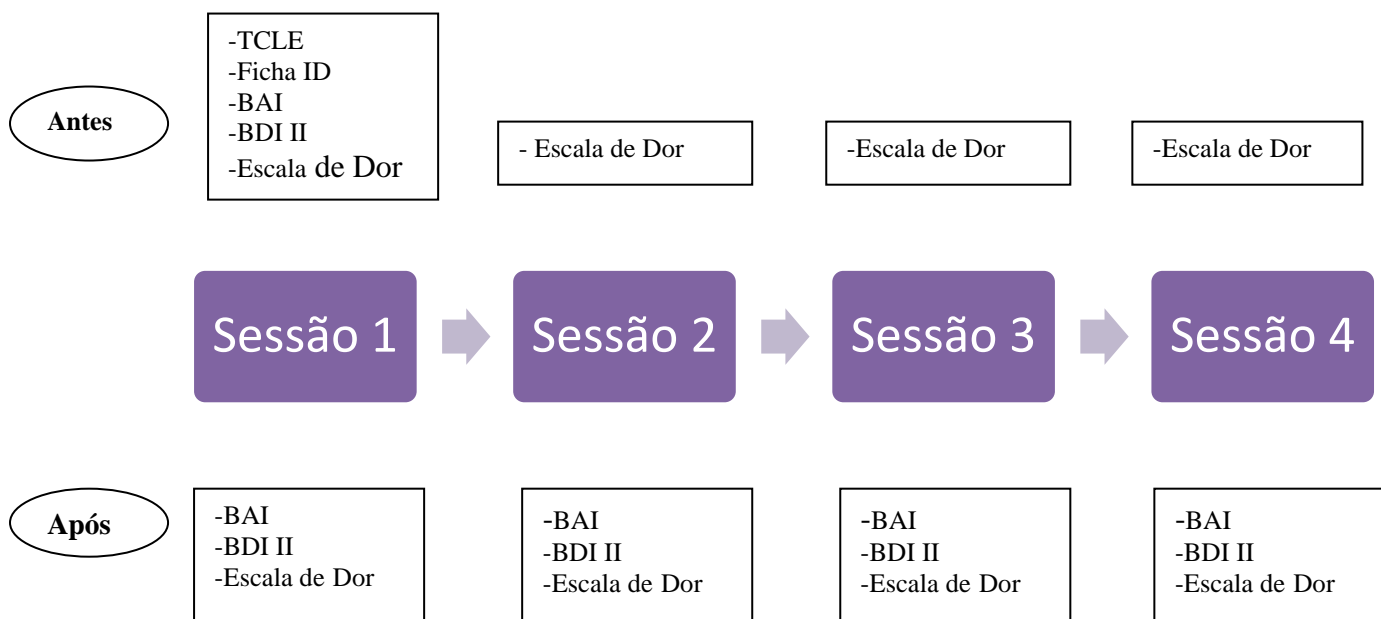 Antes
-TCLE
-Ficha ID
-BAI
-BDI II
-Escala de Dor
- Escala de Dor
-Escala de Dor
-Escala de Dor
Sessão 1
Sessão 2
Sessão 3
Sessão 4
Após
-BAI
-BDI II
-Escala de Dor
-BAI
-BDI II
-Escala de Dor
-BAI
-BDI II
-Escala de Dor
-BAI
-BDI II
-Escala de Dor